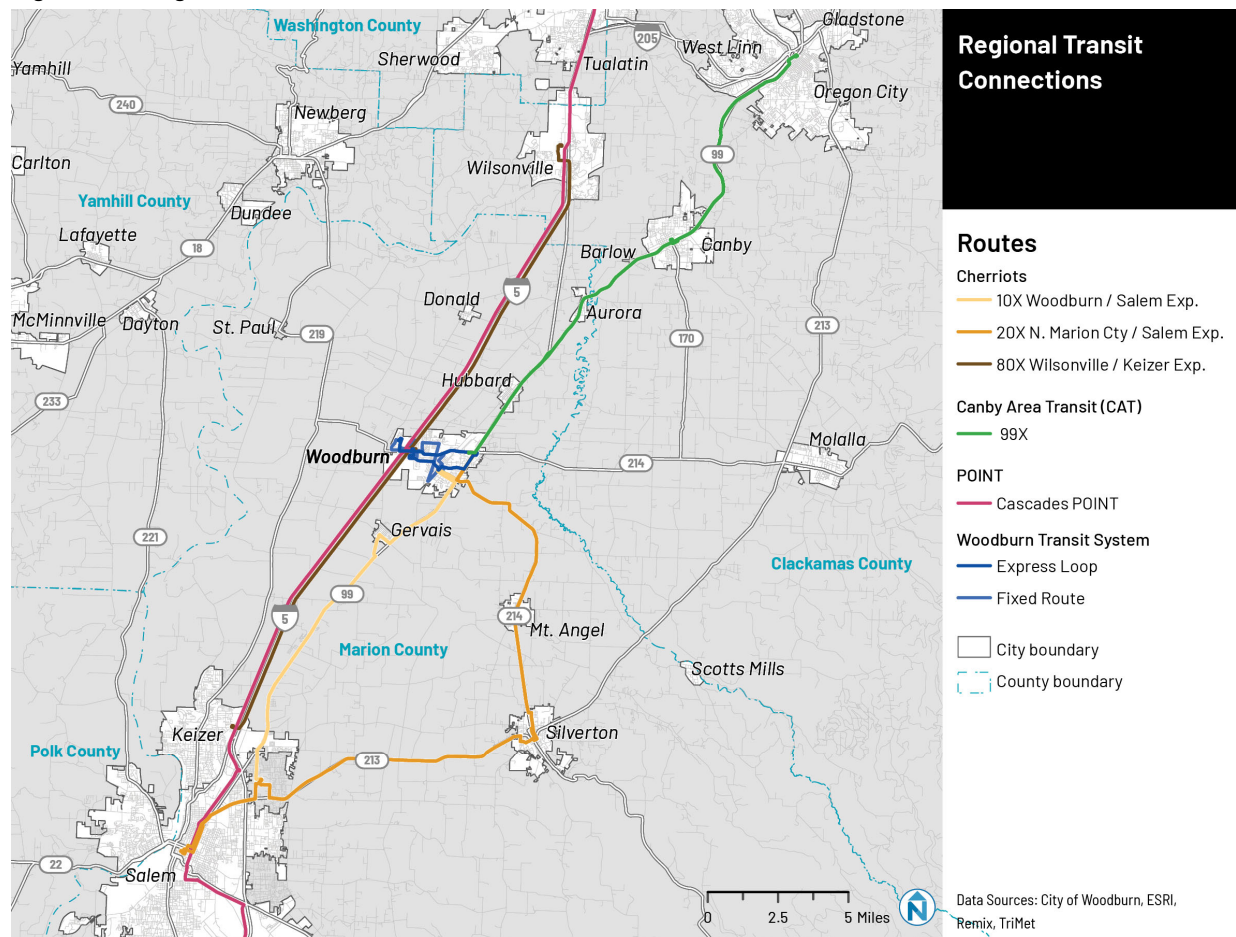 Washington County
Gladstone
205
West Linn
Sherwood
Tualatin
Yamhill
Oregon City
240
Newberg
99
Carlton
Wilsonville
Yamhill County
Dundee
Lafayette
18
Barlow
Canby
5
Donald
Aurora
McMinnville
Dayton
St. Paul
219
213
170
Hubbard
233
Molalla
Woodburn
214
Gervais
221
Clackamas County
99
5
214
Mt. Angel
Marion County
Scotts Mills
Keizer
Silverton
Polk County
213
22
Salem
0
2.5
5 Miles
N
Regional Transit
Connections
Routes
Cherriots
10X Woodburn / Salem Exp.
20X N. Marion Cty / Salem Exp.
80X Wilsonville / Keizer Exp.
Canby Area Transit (CAT)
99X
POINT
Cascades POINT
Woodburn Transit System
Express Loop
Fixed Route
City boundary
County boundary
Data Sources: City of Woodburn, ESRI,
Remix, TriMet